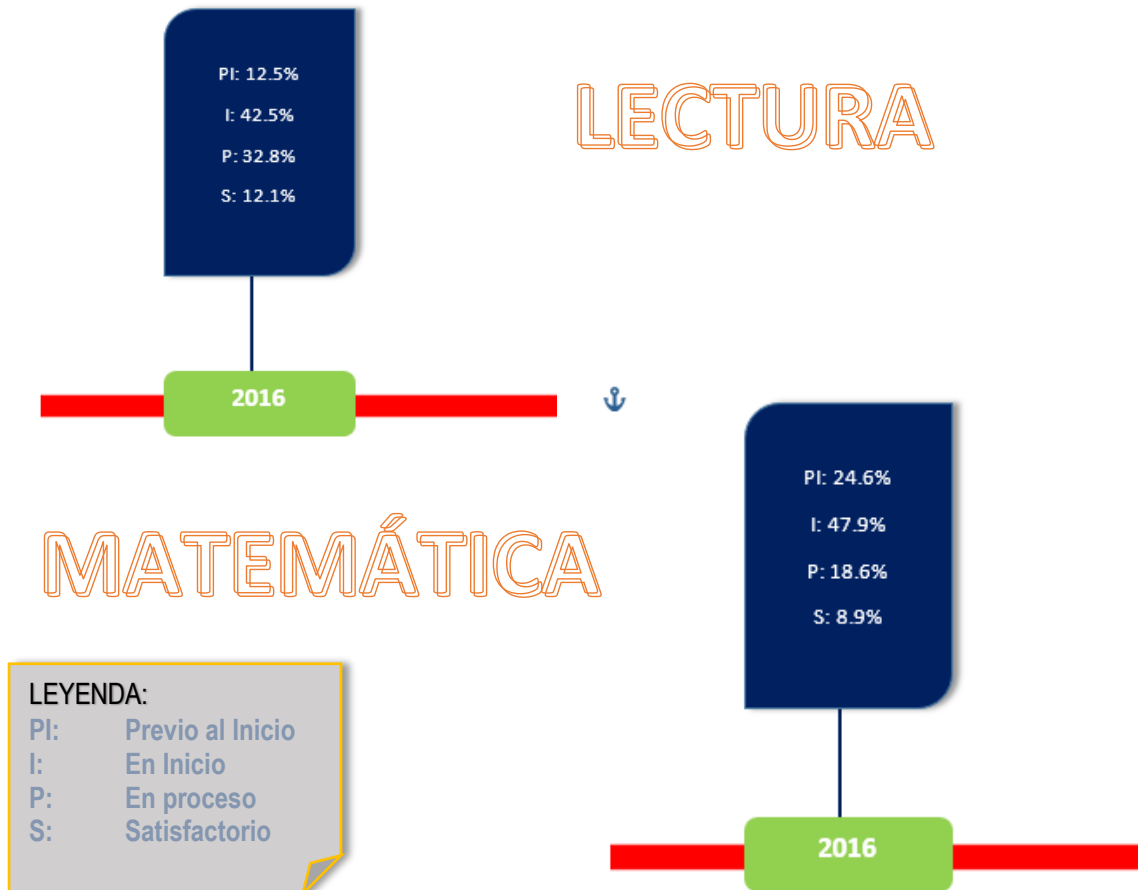 PI: 12.5%
I: 42.5%
P: 32.8%
S: 12.1%
LECTURA
2016
MATEMÁTICA
PI: 24.6%
I: 47.9%
P: 18.6%
S: 8.9%
2016
LEYENDA:
PI: Previo al Inicio
I: En Inicio
P: En proceso
S: Satisfactorio